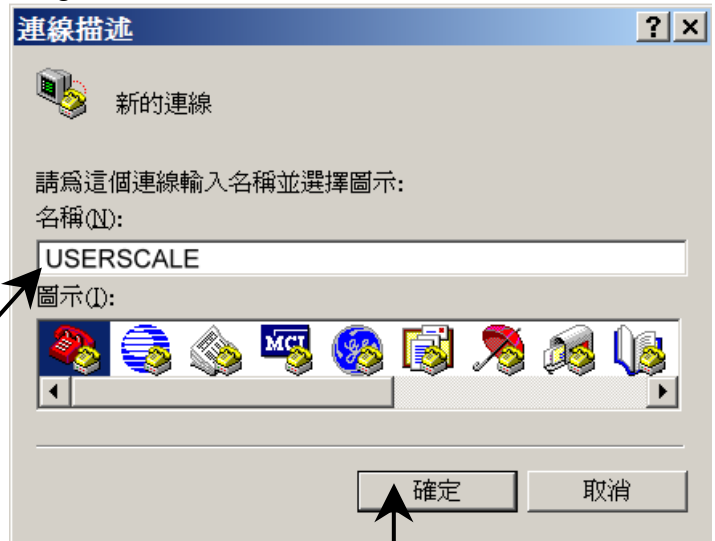 連線描述
新的連線
請為這個連線輸入名稱並選擇圖示:
名稱(N):
USERSCALE
圖示(I):
MCI
確定 取消